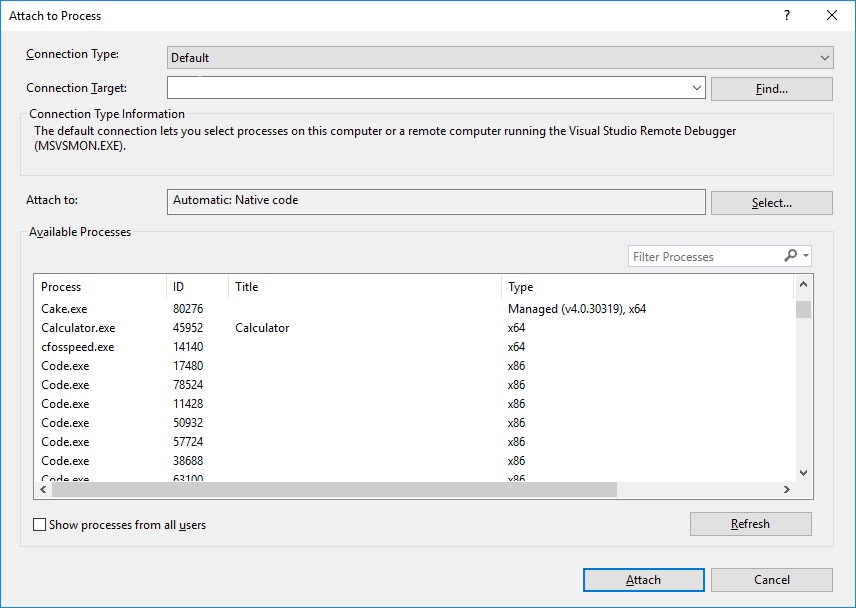 Attach to Process
?
Connection Type:
Default
Connection Target:
Find...
Connection Type Information
The default connection lets you select processes on this computer or a remote computer running the Visual Studio Remote Debugger
(MSVSMON.EXE).
Attach to:
Automatic: Native code
Select...
Available Processes
Filter Processes
Process ID Title Type
Cake.exe 80276 Managed (v4.0.30319), x64
Calculator.exe 45952 Calculator x64
cfosspeed.exe 14140 x64
Code.exe 17480 x86
Code.exe 78524 x86
Code.exe 11428 x86
Code.exe 50932 x86
Code.exe 57724 x86
Code.exe 38688 x86
Code.exe 63100 x86
Show processes from all users
Refresh
Attach
Cancel